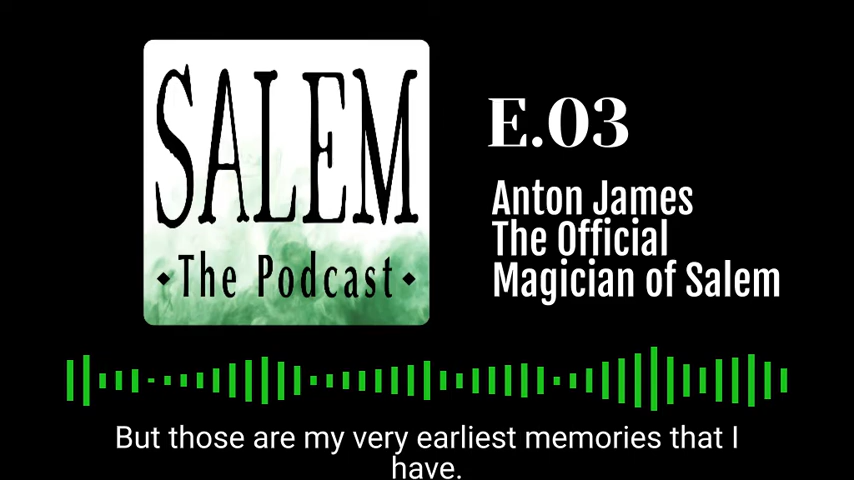 SALEM
The Podcast
E.03
Anton James
The Official
Magician of Salem
But those are my very earliest memories that I
have.